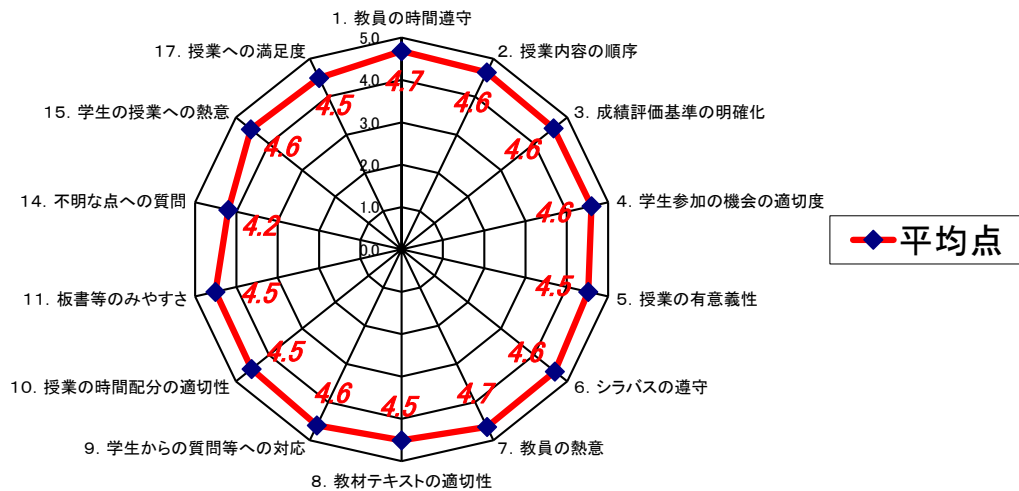 1. 教員の時間遵守
5.0
17. 授業への満足度
2. 授業内容の順序
4.0
4.7
4.5
4.6
15. 学生の授業への熱意
3. 成績評価基準の明確化
3.0
4.6
4.6
2.0
14. 不明な点への質問
4. 学生参加の機会の適切度
1.0
4.2
4.6
平均点
0.0
11. 板書等のみやすさ
4.5
4.5
5. 授業の有意義性
4.5
4.6
10. 授業の時間配分の適切性
6. シラバスの遵守
4.6
4.5
4.7
9. 学生からの質問等への対応
7. 教員の熱意
8. 教材テキストの適切性